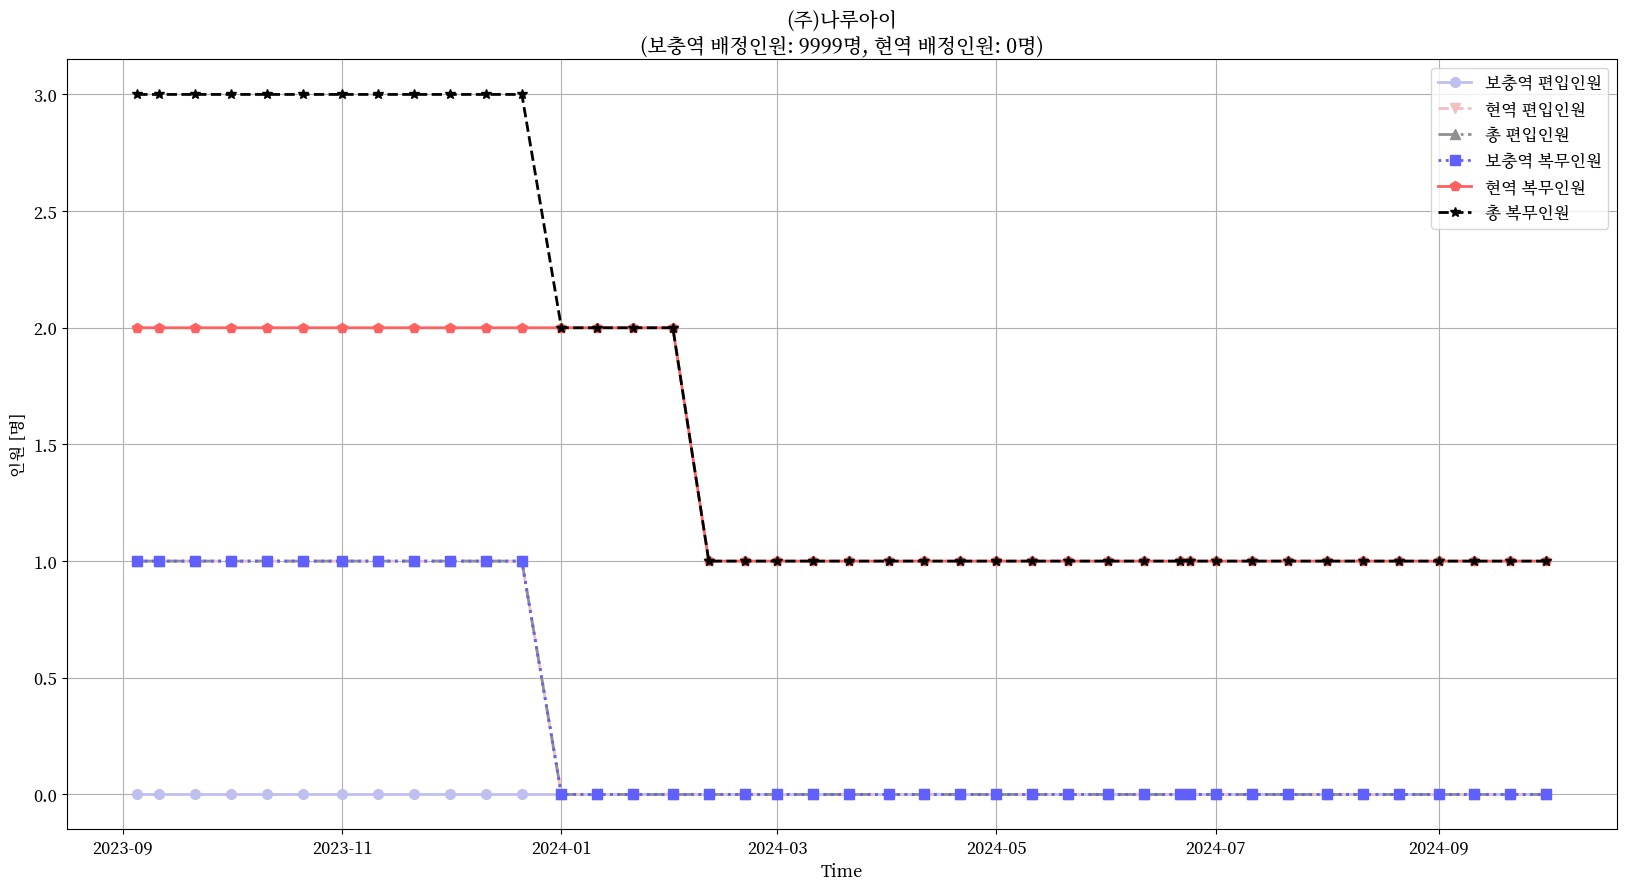 (주)나루아이
(보충역 배정인원: 9999명, 현역 배정인원: 0명)
보충역 편입인원
현역 편입인원
총 편입인원
보충역 복무인원
현역 복무인원
총 복무인원
인원 [명]
3.0
2.5
2.0
1.5
1.0
0.5
0.0
2023-09 2023-11 2024-01 2024-03 2024-05 2024-07 2024-09
Time